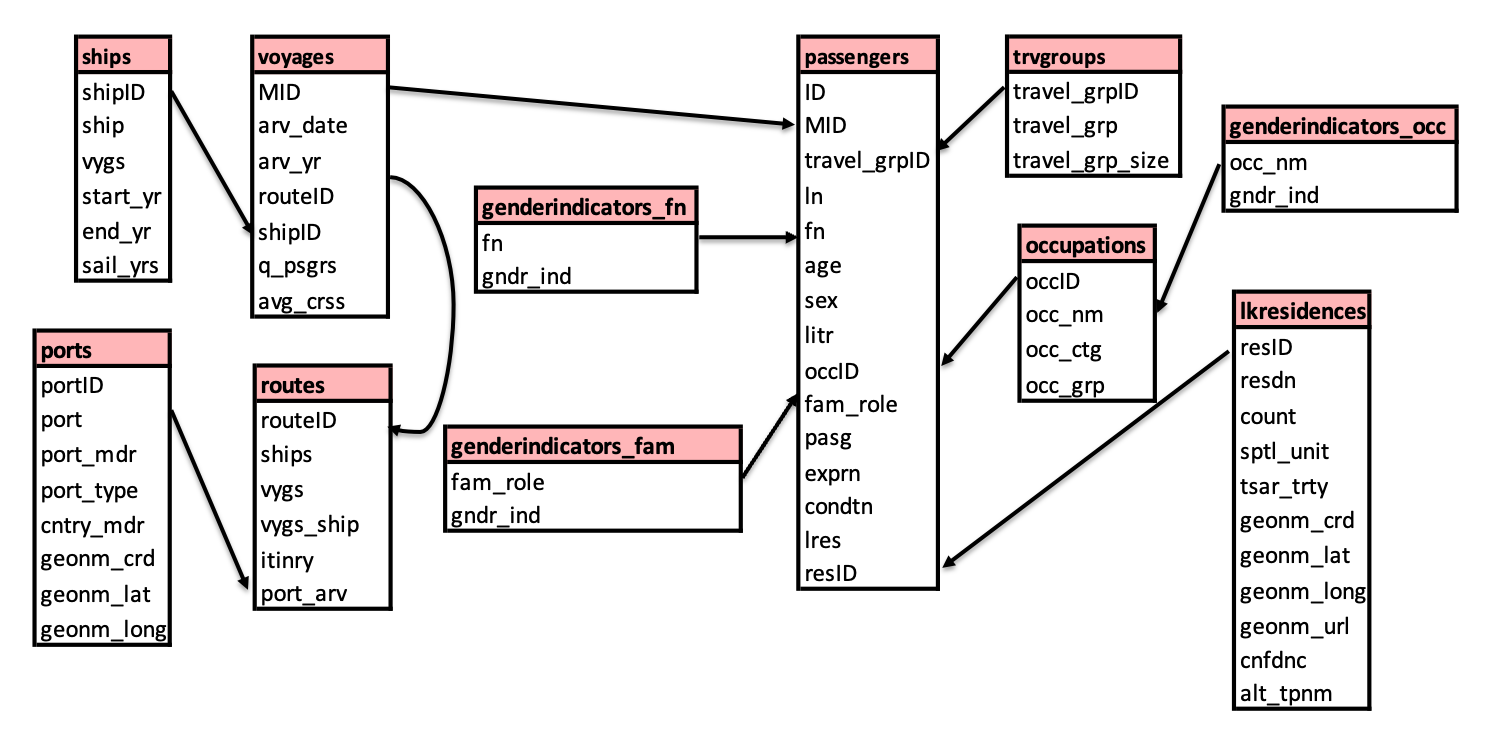 ships
shipID
ship
vygs
start_yr
end_yr
sail_yrs
voyages
MID
arv_date
arv_yr
routeID
shipID
q_psgrs
avg_crss
ports
portID
port
port_mdr
port_type
cntry_mdr
geonm_crd
geonm_lat
geonm_long
routes
routeID
ships
vygs
vygs_ship
itinry
port_arv
genderindicators_fn
fn
gndr_ind
genderindicators_fam
fam_role
gndr_ind
passengers
ID
MID
travel_grpID
ln
fn
age
sex
litr
occID
fam_role
pasg
exprn
condtn
lres
resID
trvgroups
travel_grpID
travel_grp
travel_grp_size
occupations
occID
occ_nm
occ_ctg
occ_grp
genderindicators_occ
occ_nm
gndr_ind
lkresidences
resID
resdn
count
sptl_unit
tsar_trty
geonm_crd
geonm_lat
geonm_long
geonm_url
cnfdnc
alt_tpnm